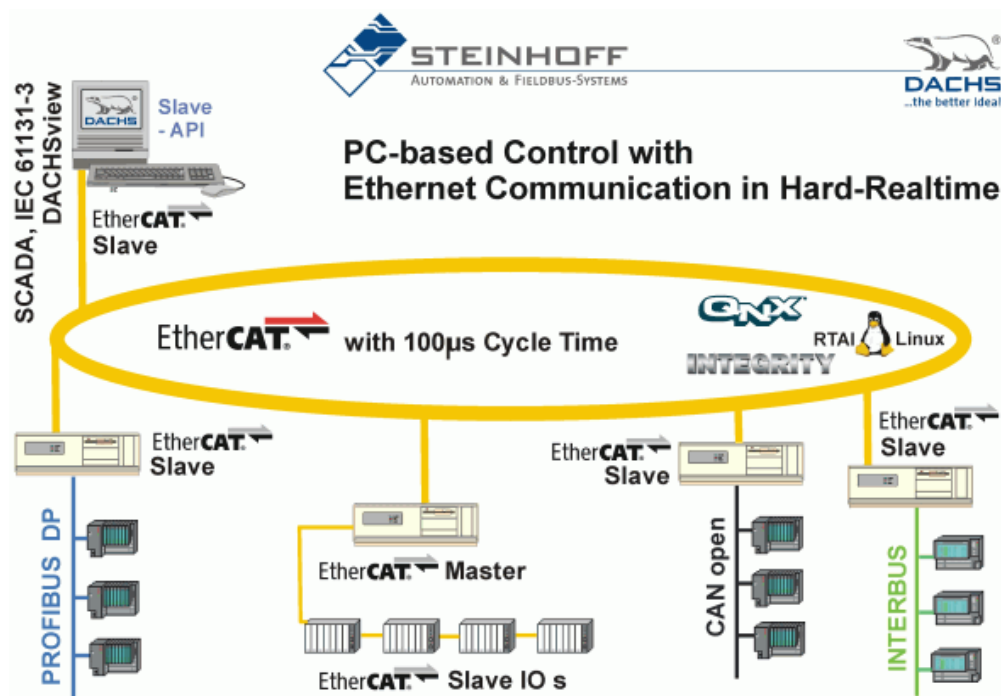 STEINHOFF
AUTOMATION & FIELDBUS-SYSTEMS
DACHS®
...the better idea!
SCADA, IEC 61131-3
DACHSview
DACHS
Slave
- API
PC-based Control with
Ethernet Communication in Hard-Realtime
EtherCAT®
Slave
EtherCAT® with 100µs Cycle Time
QNX
RTAI Linux
INTEGRITY
EtherCAT®
Slave
EtherCAT®
Slave
EtherCAT®
Slave
PROFIBUS DP
EtherCAT® Master
EtherCAT® Slave IO s
CAN open
INTERBUS